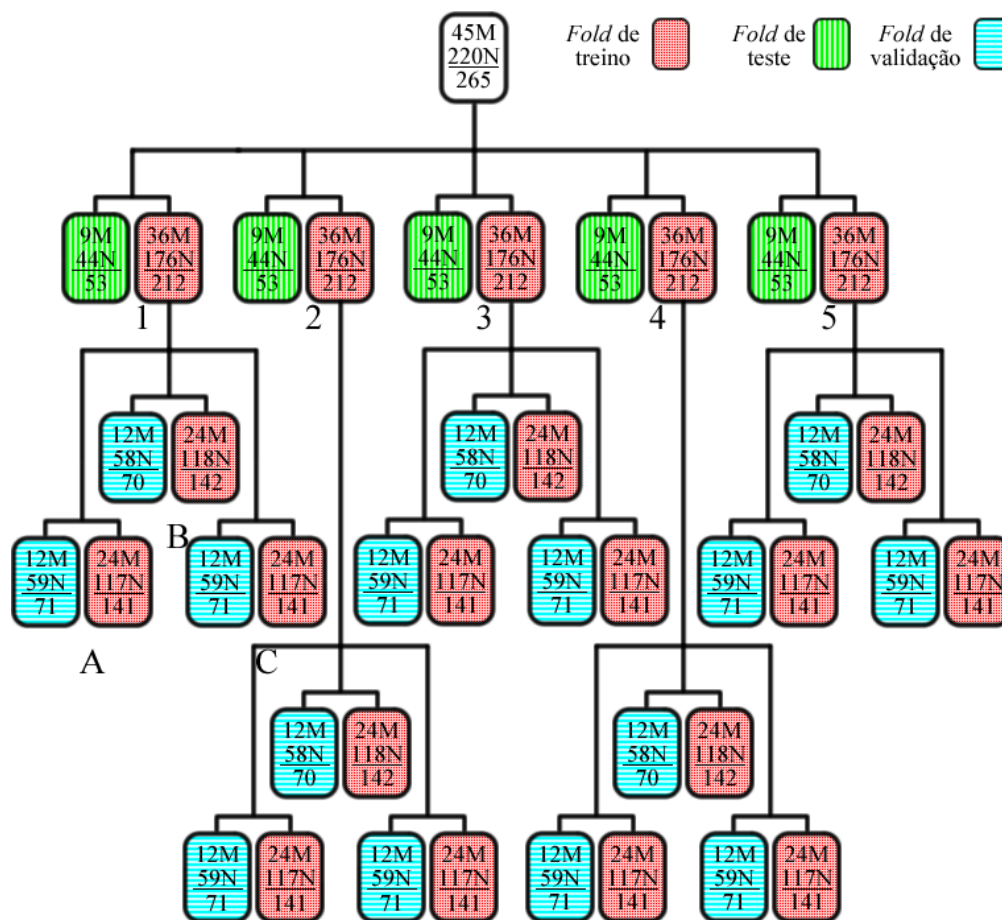 45M
220N
265
Fold de
treino
Fold de
teste
Fold de
validação
9M
44N
53
36M
176N
212
1
9M
44N
53
36M
176N
212
2
9M
44N
53
36M
176N
212
3
9M
44N
53
36M
176N
212
4
9M
44N
53
36M
176N
212
5
12M
58N
70
24M
118N
142
12M
58N
70
24M
118N
142
12M
58N
70
24M
118N
142
B
12M
59N
71
24M
117N
141
12M
59N
71
24M
117N
141
12M
59N
71
24M
117N
141
12M
59N
71
24M
117N
141
12M
59N
71
24M
117N
141
12M
59N
71
24M
117N
141
A
C
12M
58N
70
24M
118N
142
12M
58N
70
24M
118N
142
12M
59N
71
24M
117N
141
12M
59N
71
24M
117N
141
12M
59N
71
24M
117N
141
12M
59N
71
24M
117N
141